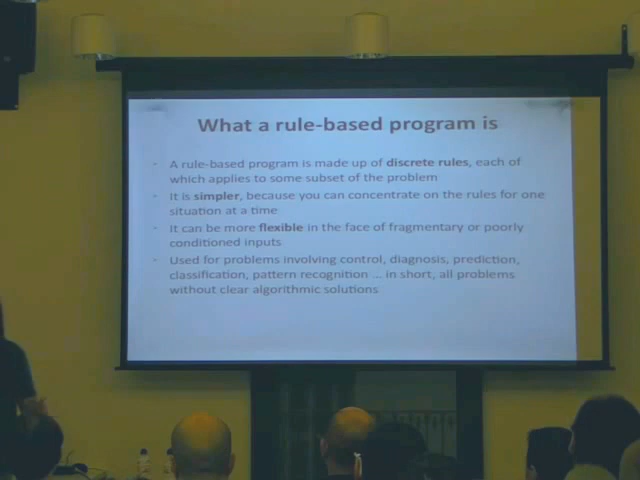 What a rule-based program is
- A rule-based program is made up of discrete rules, each of
which applies to some subset of the problem
- It is simpler, because you can concentrate on the rules for one
situation at a time
- It can be more flexible in the face of fragmentary or poorly
conditioned inputs
- Used for problems involving control, diagnosis, prediction,
classification, pattern recognition ... in short, all problems
without clear algorithmic solutions